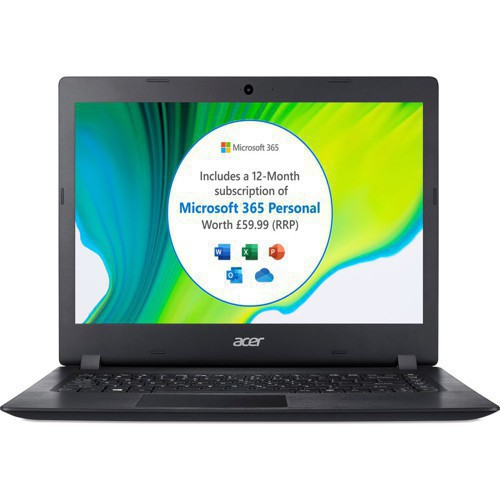 Microsoft 365
Includes a 12-Month
subscription of
Microsoft 365 Personal
Worth £59.99 (RRP)
W X P
O
acer